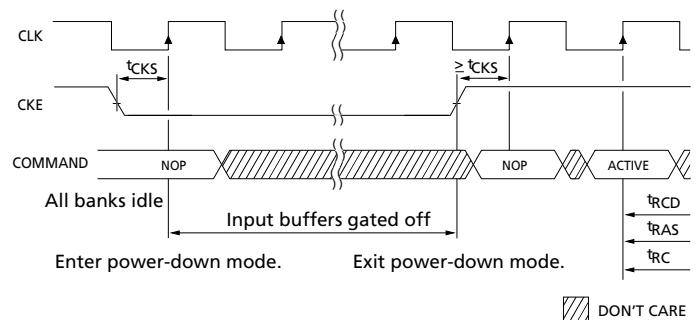 CLK
tCKS
≥ tCKS
CKE
COMMAND
NOP
NOP
ACTIVE
All banks idle
Input buffers gated off
tRCD
tRAS
tRC
Enter power-down mode.
Exit power-down mode.
DON'T CARE